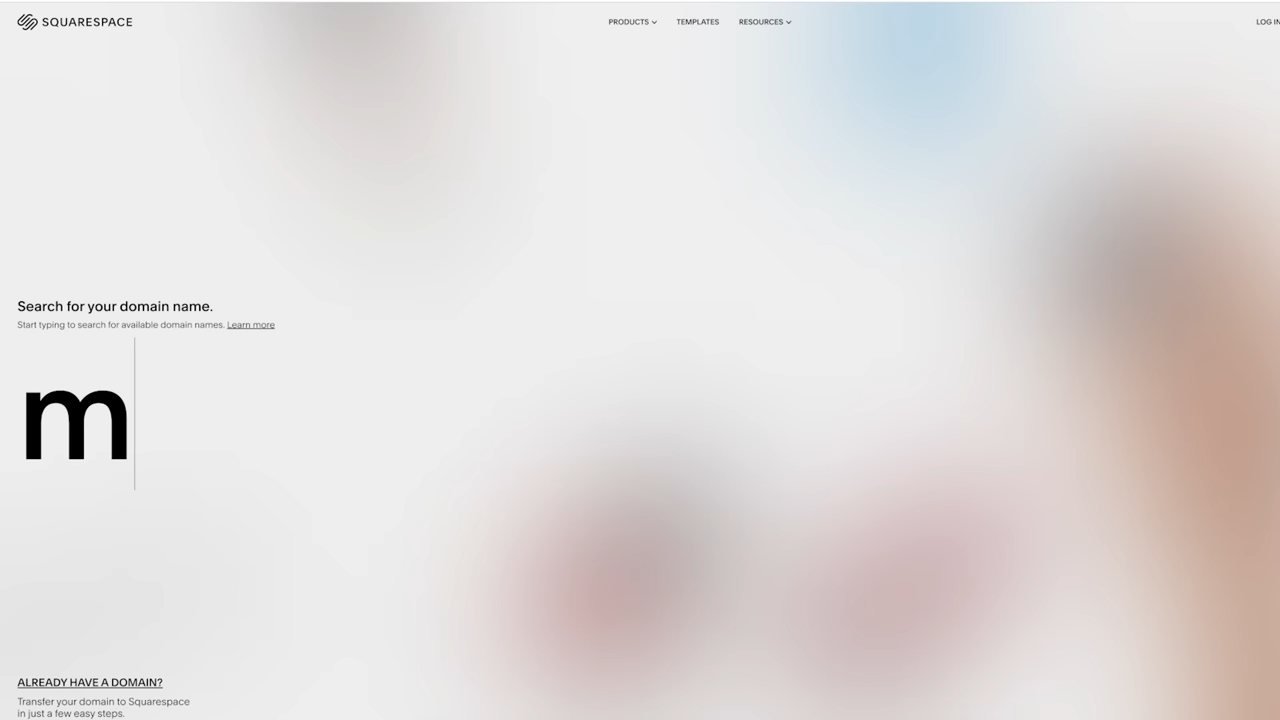 SQUARESPACE
PRODUCTS
TEMPLATES
RESOURCES
LOG IN
Search for your domain name.
Start typing to search for available domain names. Learn more
m
ALREADY HAVE A DOMAIN?
Transfer your domain to Squarespace
in just a few easy steps.